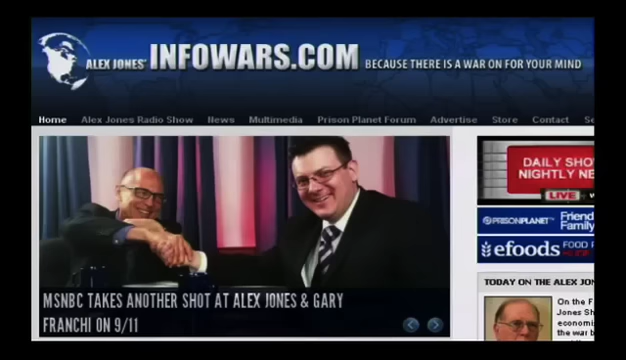 ALEX JONES' INFOWARS.COM BECAUSE THERE IS A WAR ON FOR YOUR MIND
Home Alex Jones Radio Show News Multimedia Prison Planet Forum Advertise Store Contact Se
DAILY SHO
NIGHTLY NE
LIVE
PRISONPLANET Friend
Family
efoods FOOD
MSNBC TAKES ANOTHER SHOT AT ALEX JONES & GARY
FRANCHI ON 9/11
TODAY ON THE ALEX JON
On the F
Jones Sh
economis
the war b